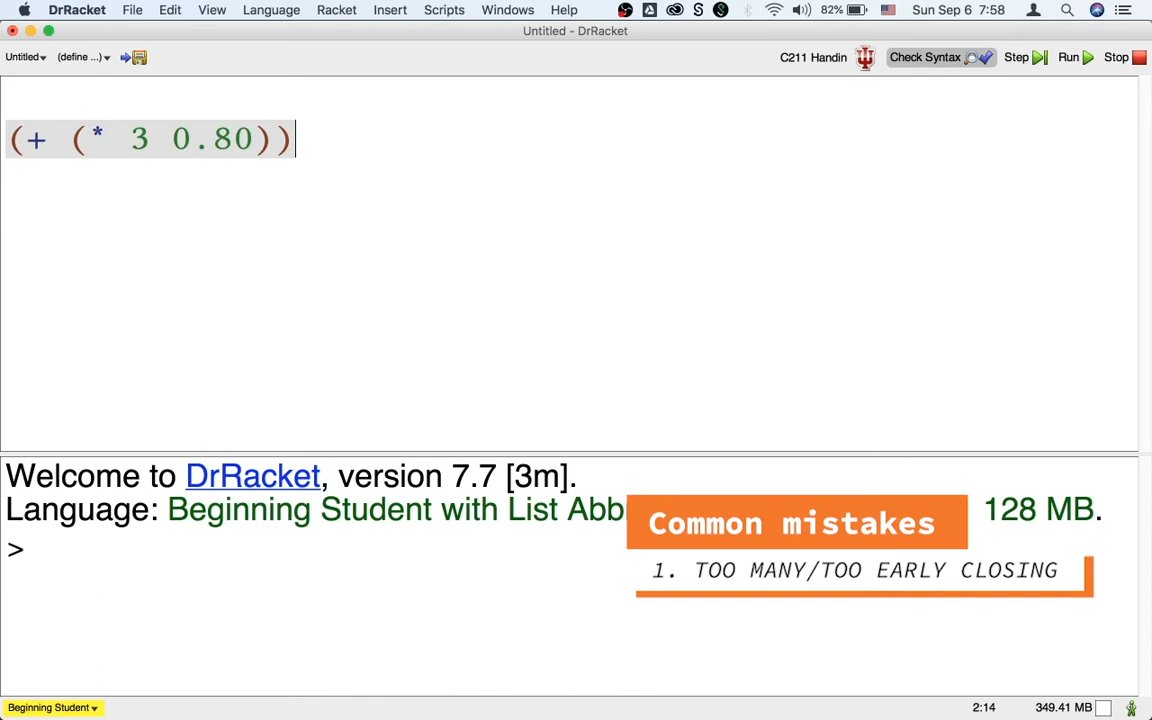 DrRacket File Edit View Language Racket Insert Scripts Windows Help 82% Sun Sep 6 7:58
Untitled - DrRacket
Untitled (define ...) C211 Handin Check Syntax Step Run Stop
(+ (* 3 0.80))
Welcome to DrRacket, version 7.7 [3m].
Language: Beginning Student with List Abb 128 MB.
>
Common mistakes
1. TOO MANY/TOO EARLY CLOSING
Beginning Student 2:14 349.41 MB